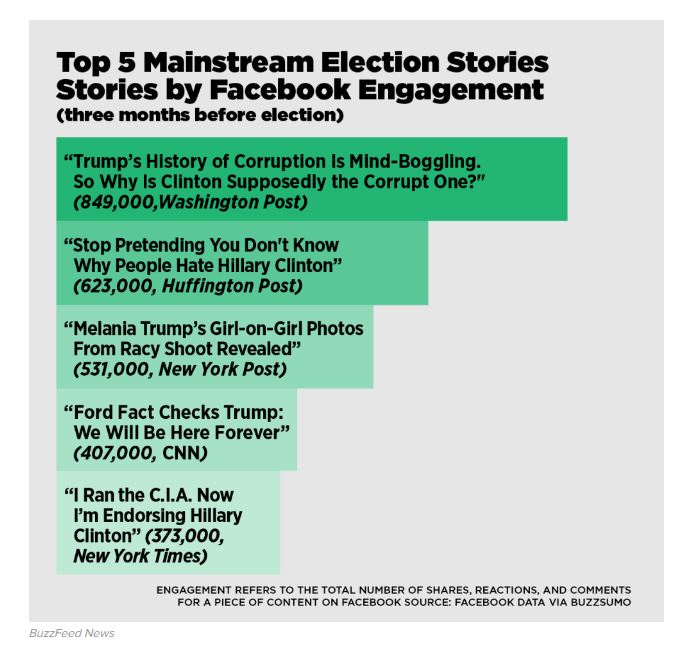 Top 5 Mainstream Election Stories
Stories by Facebook Engagement
(three months before election)
“Trump’s History of Corruption Is Mind-Boggling.
So Why Is Clinton Supposedly the Corrupt One?"
(849,000,Washington Post)
“Stop Pretending You Don't Know
Why People Hate Hillary Clinton”
(623,000, Huffington Post)
“Melania Trump’s Girl-on-Girl Photos
From Racy Shoot Revealed”
(531,000, New York Post)
“Ford Fact Checks Trump:
We Will Be Here Forever”
(407,000, CNN)
“I Ran the C.I.A. Now
I’m Endorsing Hillary
Clinton” (373,000,
New York Times)
ENGAGEMENT REFERS TO THE TOTAL NUMBER OF SHARES, REACTIONS, AND COMMENTS
FOR A PIECE OF CONTENT ON FACEBOOK SOURCE: FACEBOOK DATA VIA BUZZSUMO
BuzzFeed News